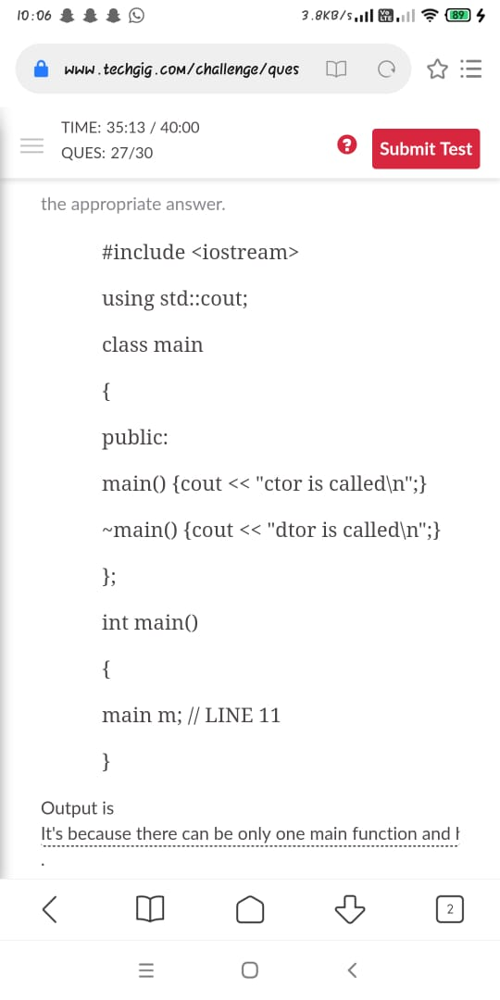 10:06
3.8KB/s
Vo LTE
89
www.techgig.com/challenge/ques
TIME: 35:13 / 40:00
QUES: 27/30
?
Submit Test
the appropriate answer.
#include <iostream>
using std::cout;
class main
{
public:
main() {cout << "ctor is called\n";}
~main() {cout << "dtor is called\n";}
};
int main()
{
main m; // LINE 11
}
Output is
It's because there can be only one main function and
.
2